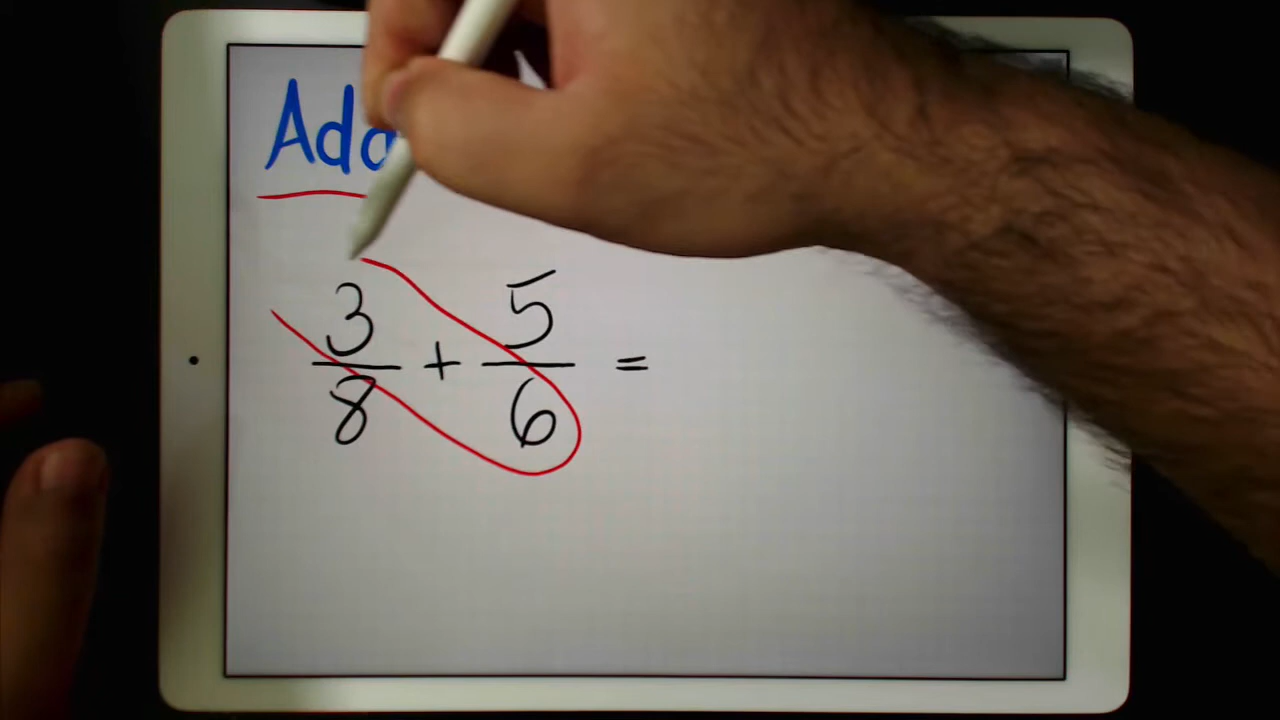 3/8 + 5/6 =